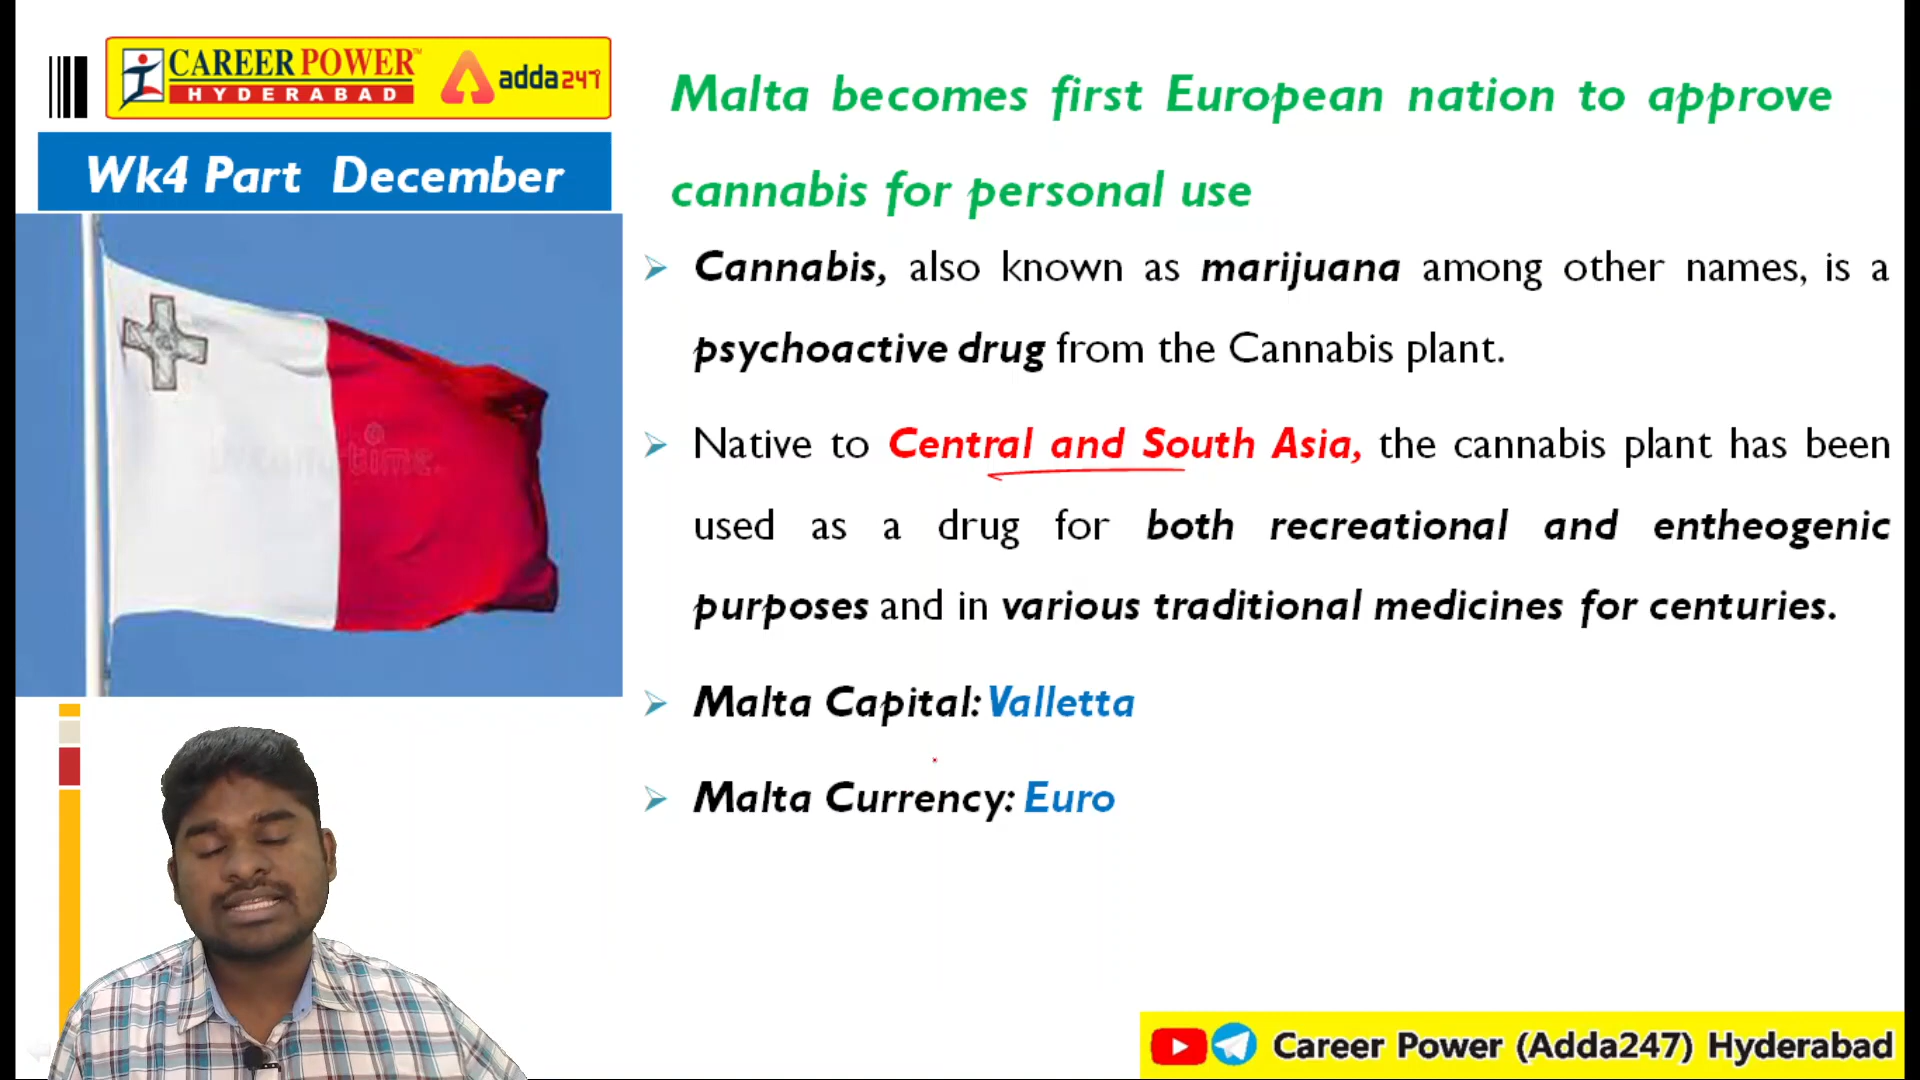 CAREER POWER
HYDERABAD
adda247
Wk4 Part December
Malta becomes first European nation to approve
cannabis for personal use
Cannabis, also known as marijuana among other names, is a
psychoactive drug from the Cannabis plant.
Native to Central and South Asia, the cannabis plant has been
used as a drug for both recreational and entheogenic
purposes and in various traditional medicines for centuries.
Malta Capital: Valletta
Malta Currency: Euro
Career Power (Adda247) Hyderabad